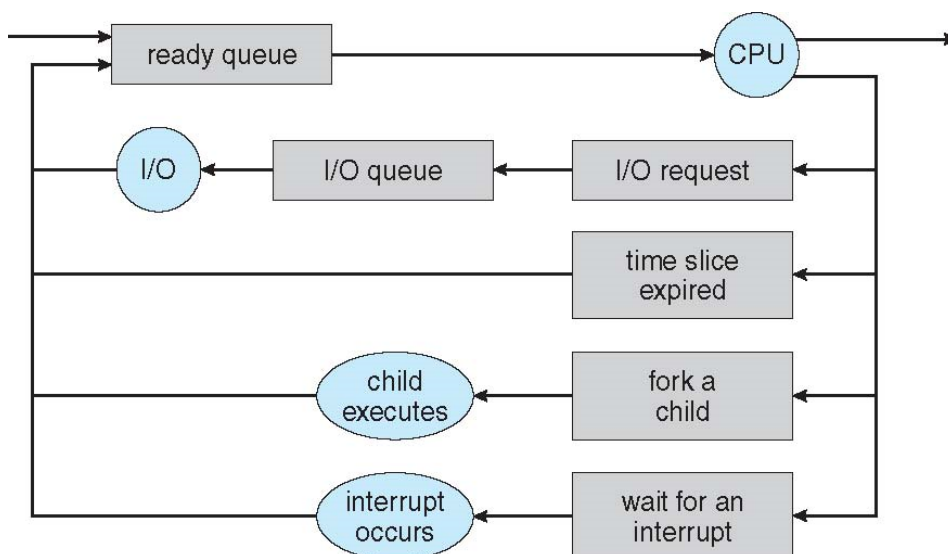 ready queue
CPU
I/O
I/O queue
I/O request
time slice
expired
child
executes
fork a
child
interrupt
occurs
wait for an
interrupt